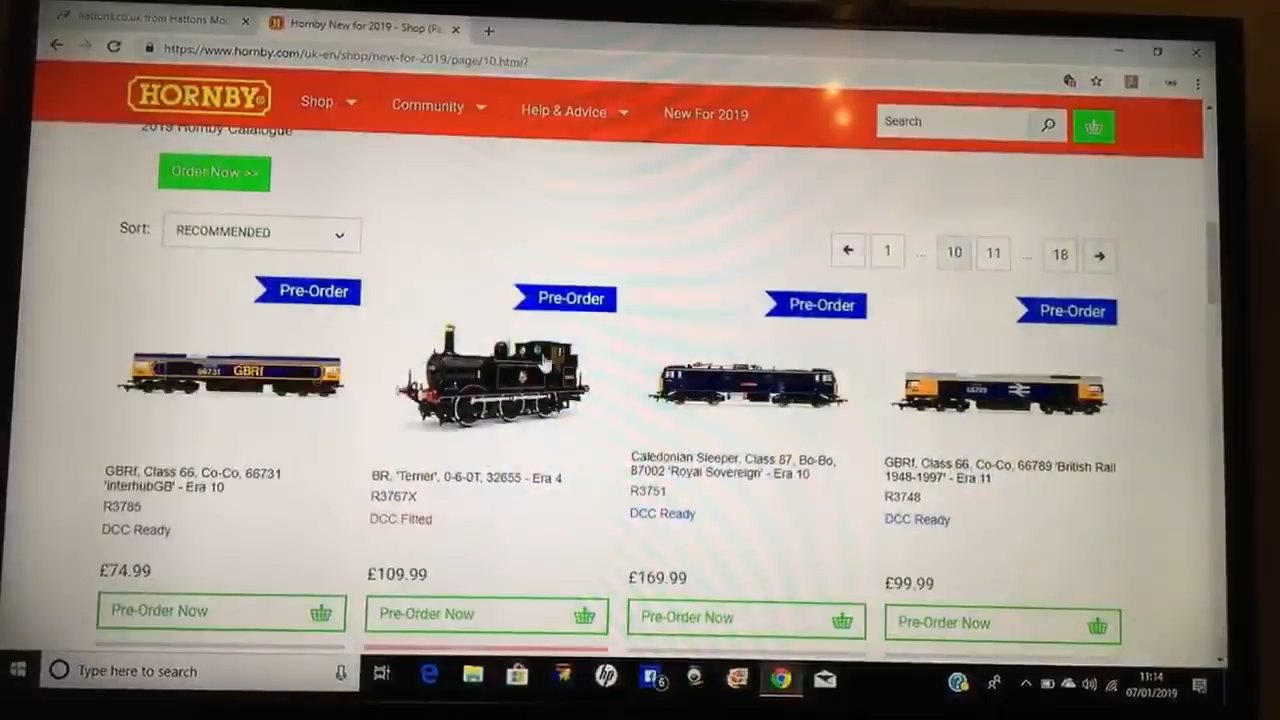 hattons.co.uk from Hattons Mo
Hornby New for 2019 - Shop (Pa
https://www.hornby.com/uk-en/shop/new-for-2019/page/10.html?
HORNBY
Shop
Community
Help & Advice
New For 2019
Search
2019 Hornby Catalogue
Order Now >>
Sort:
RECOMMENDED
1 ... 10 11 ... 18
Pre-Order
Pre-Order
Pre-Order
Pre-Order
66731 GBRf
GBRf, Class 66, Co-Co, 66731
'interhubGB' - Era 10
R3785
DCC Ready
£74.99
Pre-Order Now
BR, 'Terrier', 0-6-0T, 32655 - Era 4
R3767X
DCC Fitted
£109.99
Pre-Order Now
Caledonian Sleeper, Class 87, Bo-Bo,
87002 'Royal Sovereign' - Era 10
R3751
DCC Ready
£169.99
Pre-Order Now
GBRf, Class 66, Co-Co, 66789 'British Rail
1948-1997' - Era 11
R3748
DCC Ready
£99.99
Pre-Order Now
Type here to search
hp
6
11:14
07/01/2019